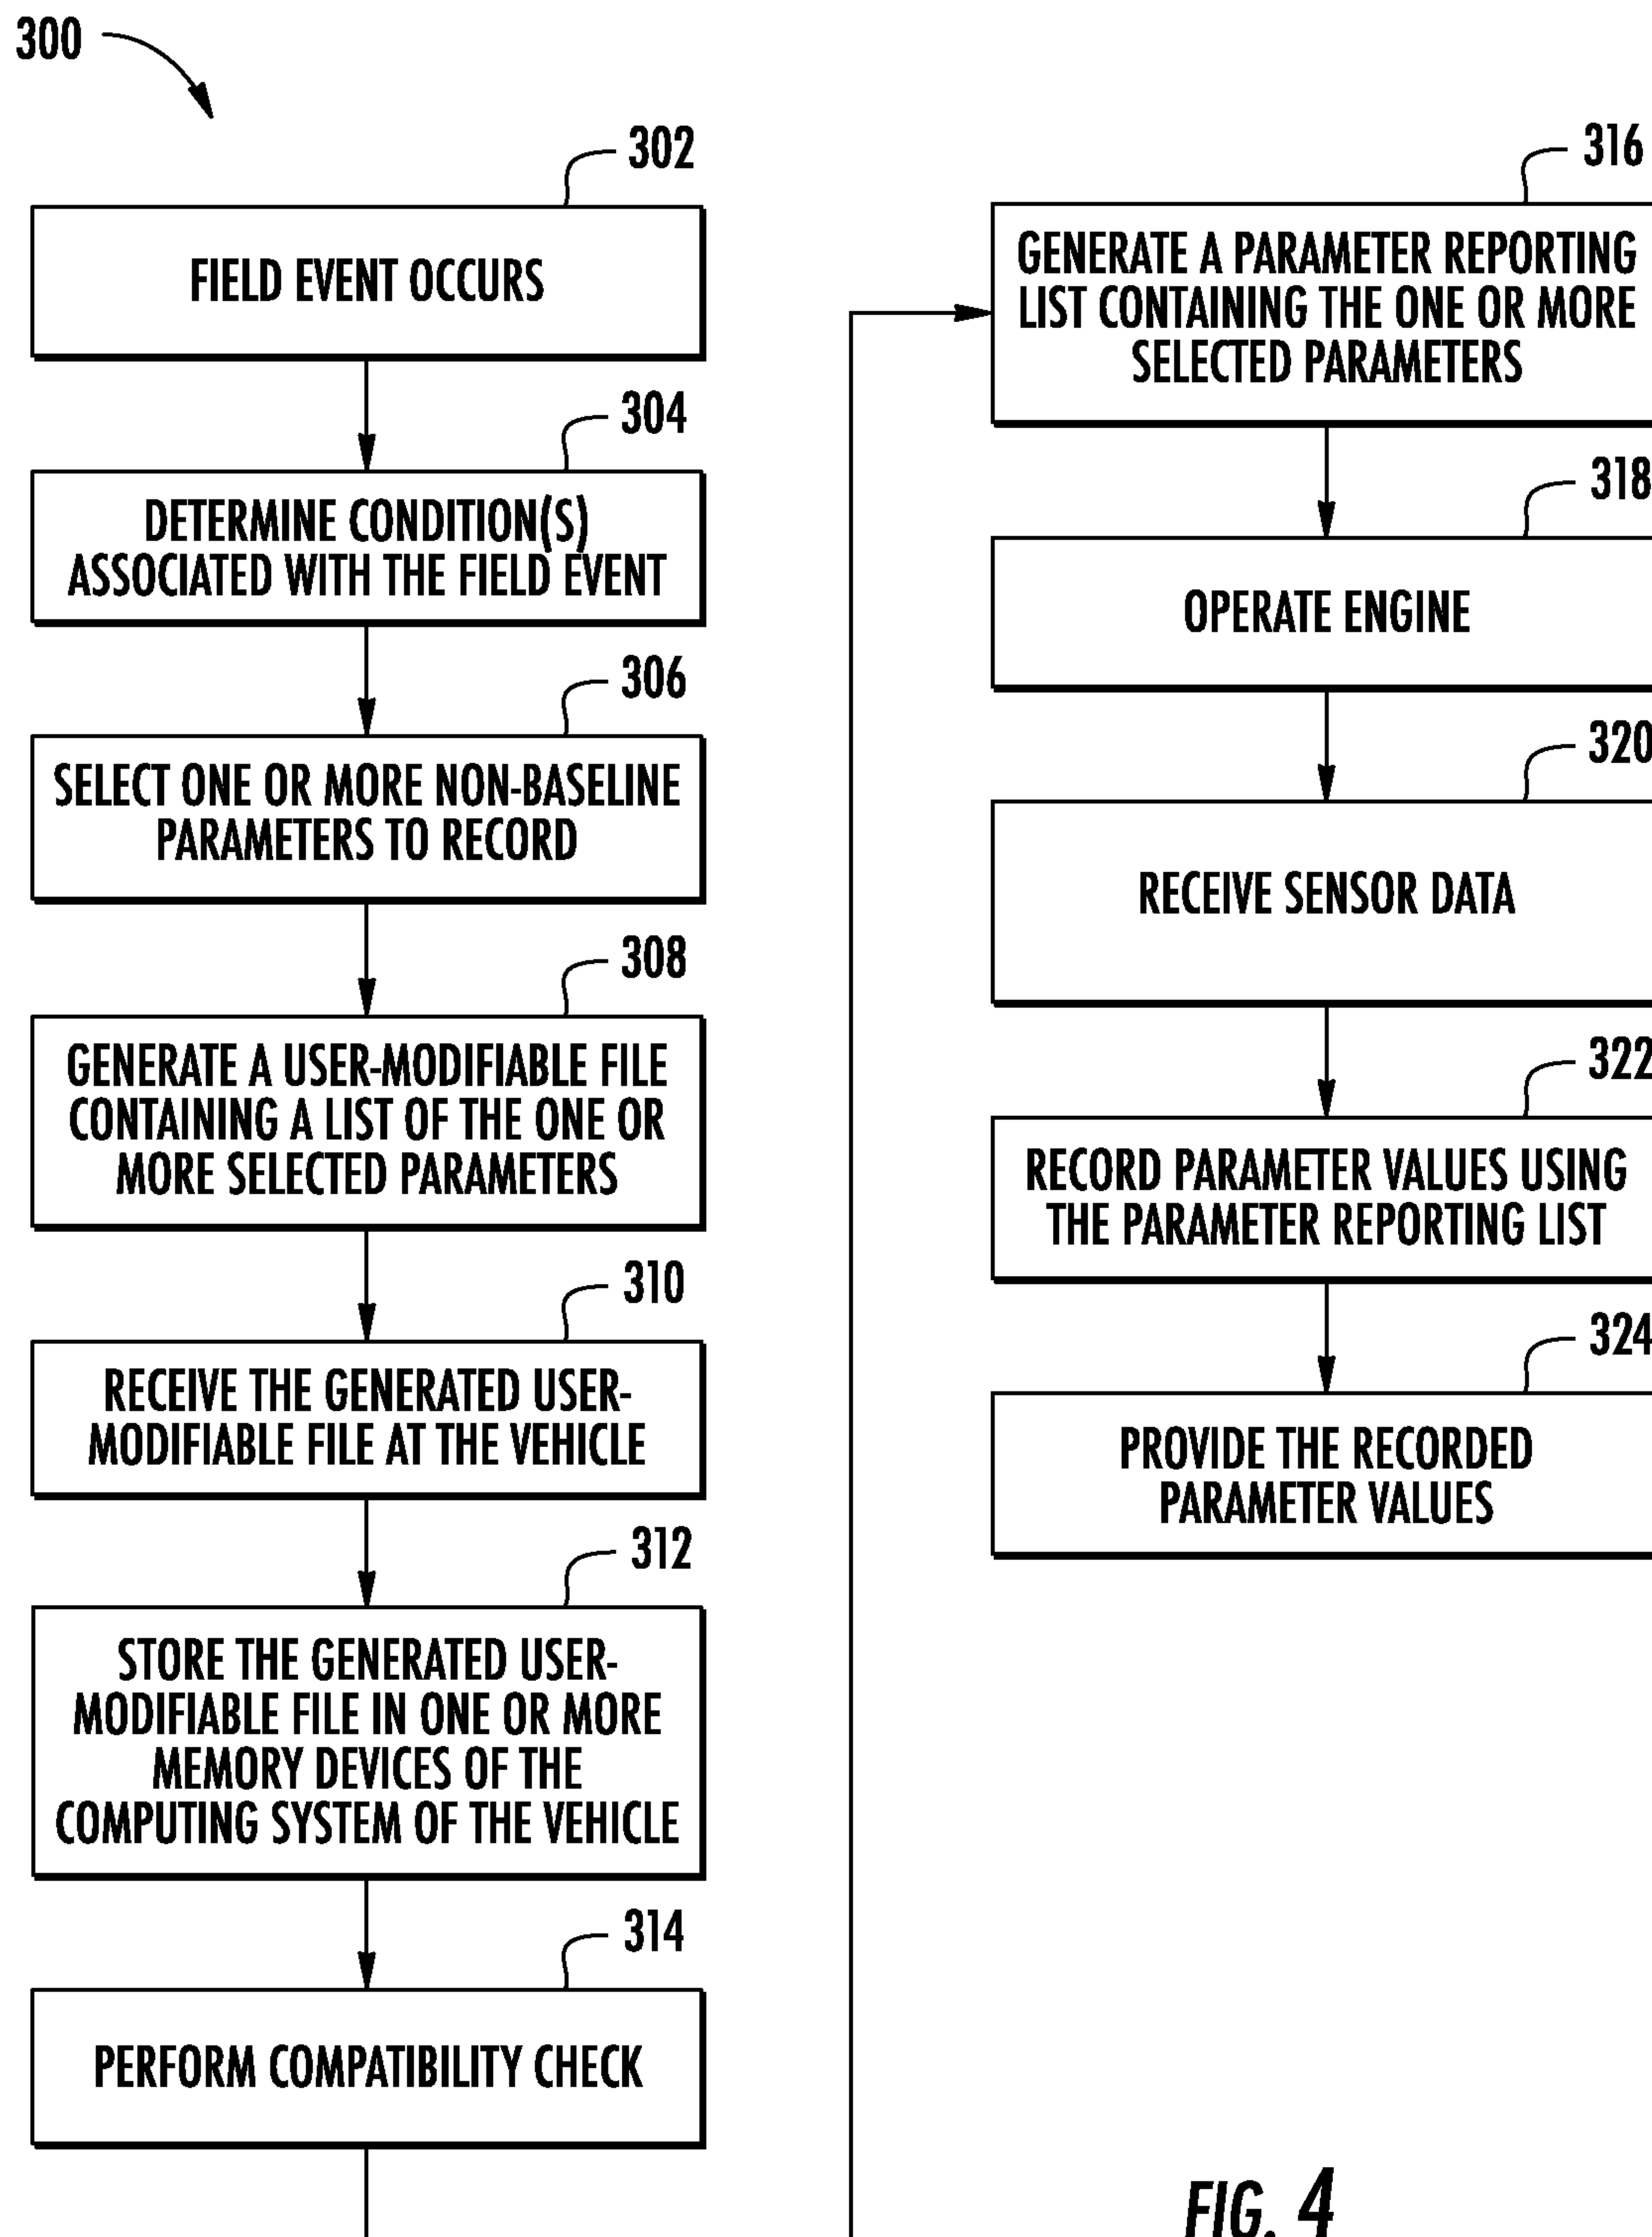 300
302
FIELD EVENT OCCURS
304
DETERMINE CONDITION(S)
ASSOCIATED WITH THE FIELD EVENT
306
SELECT ONE OR MORE NON-BASELINE
PARAMETERS TO RECORD
308
GENERATE A USER-MODIFIABLE FILE
CONTAINING A LIST OF THE ONE OR
MORE SELECTED PARAMETERS
310
RECEIVE THE GENERATED USER-
MODIFIABLE FILE AT THE VEHICLE
312
STORE THE GENERATED USER-
MODIFIABLE FILE IN ONE OR MORE
MEMORY DEVICES OF THE
COMPUTING SYSTEM OF THE VEHICLE
314
PERFORM COMPATIBILITY CHECK
316
GENERATE A PARAMETER REPORTING
LIST CONTAINING THE ONE OR MORE
SELECTED PARAMETERS
318
OPERATE ENGINE
320
RECEIVE SENSOR DATA
322
RECORD PARAMETER VALUES USING
THE PARAMETER REPORTING LIST
324
PROVIDE THE RECORDED
PARAMETER VALUES
FIG. 4